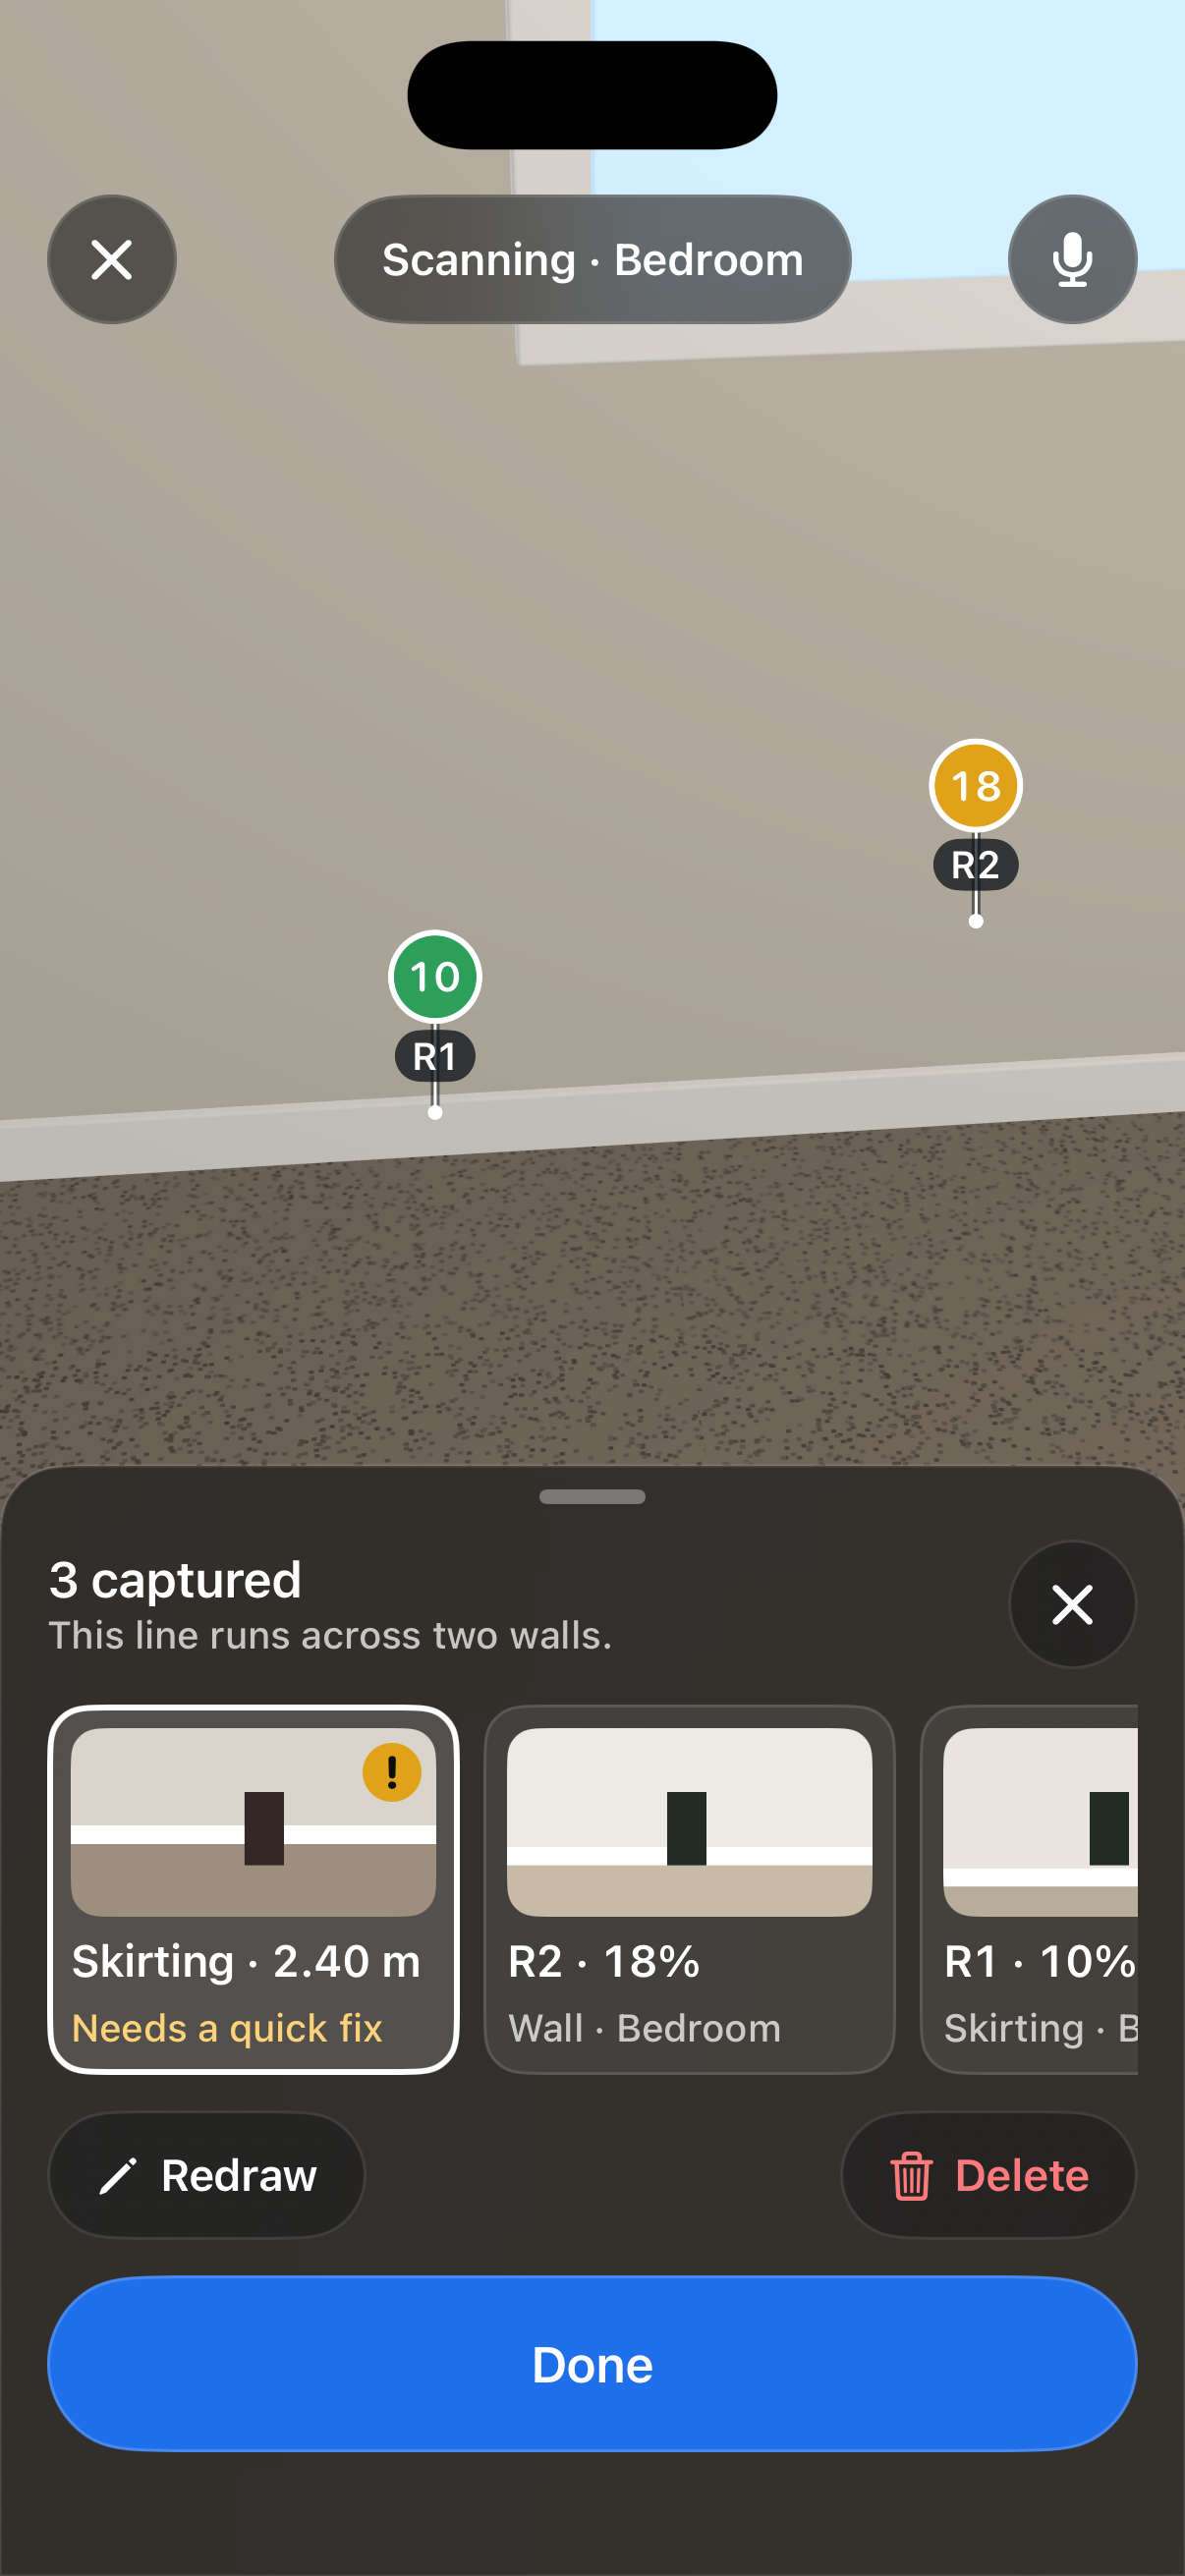 Scanning · Bedroom
18
R2
10
R1
3 captured
This line runs across two walls.
Skirting · 2.40 m
Needs a quick fix
R2 · 18%
Wall · Bedroom
R1 · 10%
Skirting · B
Redraw
Delete
Done